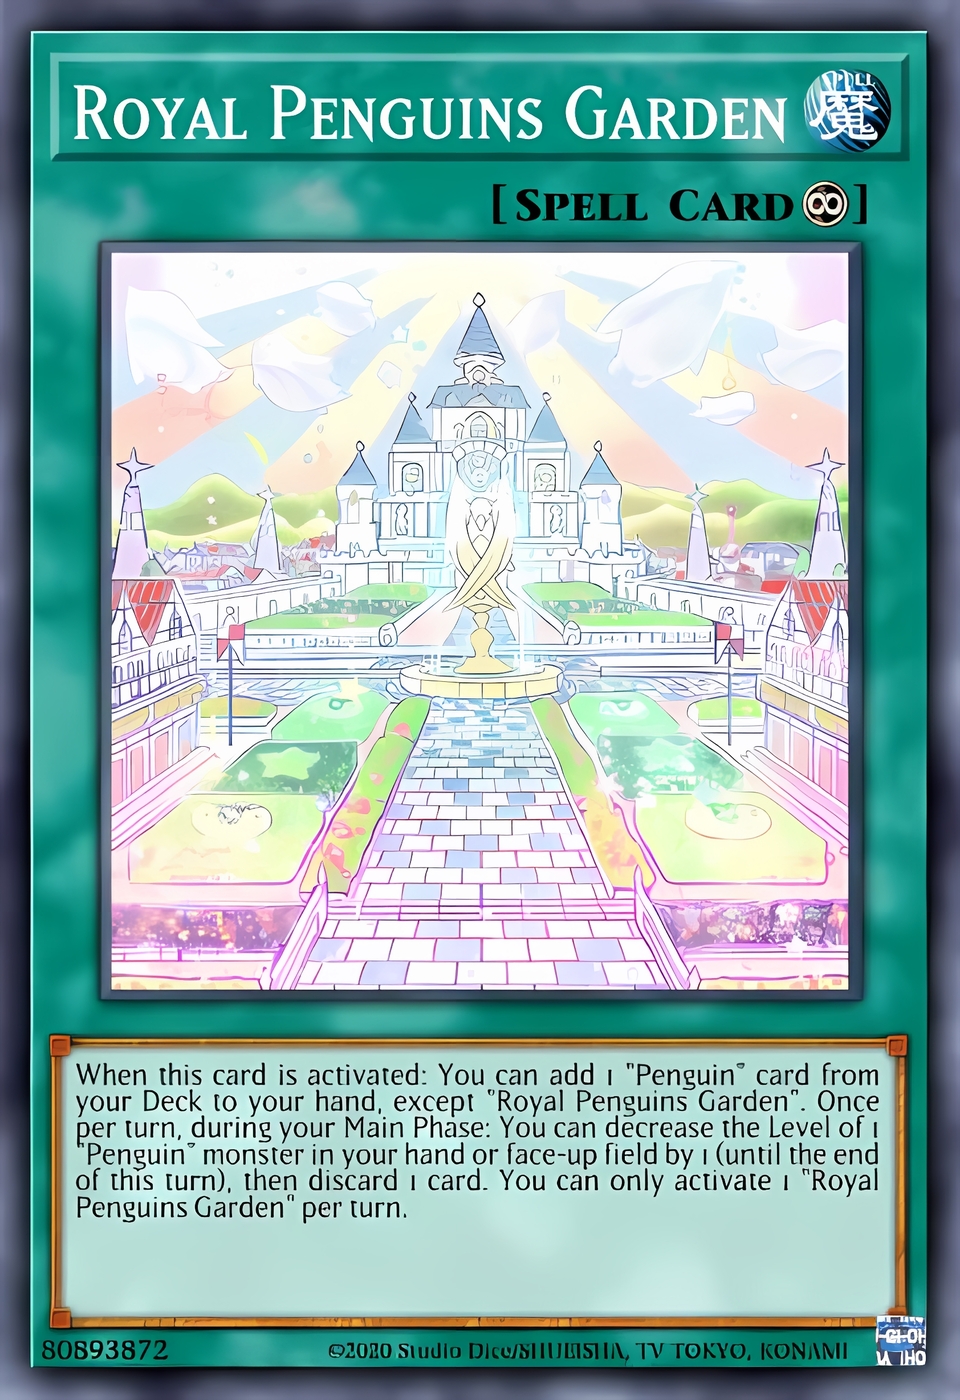 ROYAL PENGUINS GARDEN 魔
[SPELL CARD ∞]
When this card is activated: You can add 1 "Penguin" card from
your Deck to your hand, except "Royal Penguins Garden". Once
per turn, during your Main Phase: You can decrease the Level of 1
"Penguin" monster in your hand or face-up field by 1 (until the end
of this turn), then discard 1 card. You can only activate 1 "Royal
Penguins Garden" per turn.
80893872 ©2020 Studio Dice/SHUEISHA, TV TOKYO, KONAMI